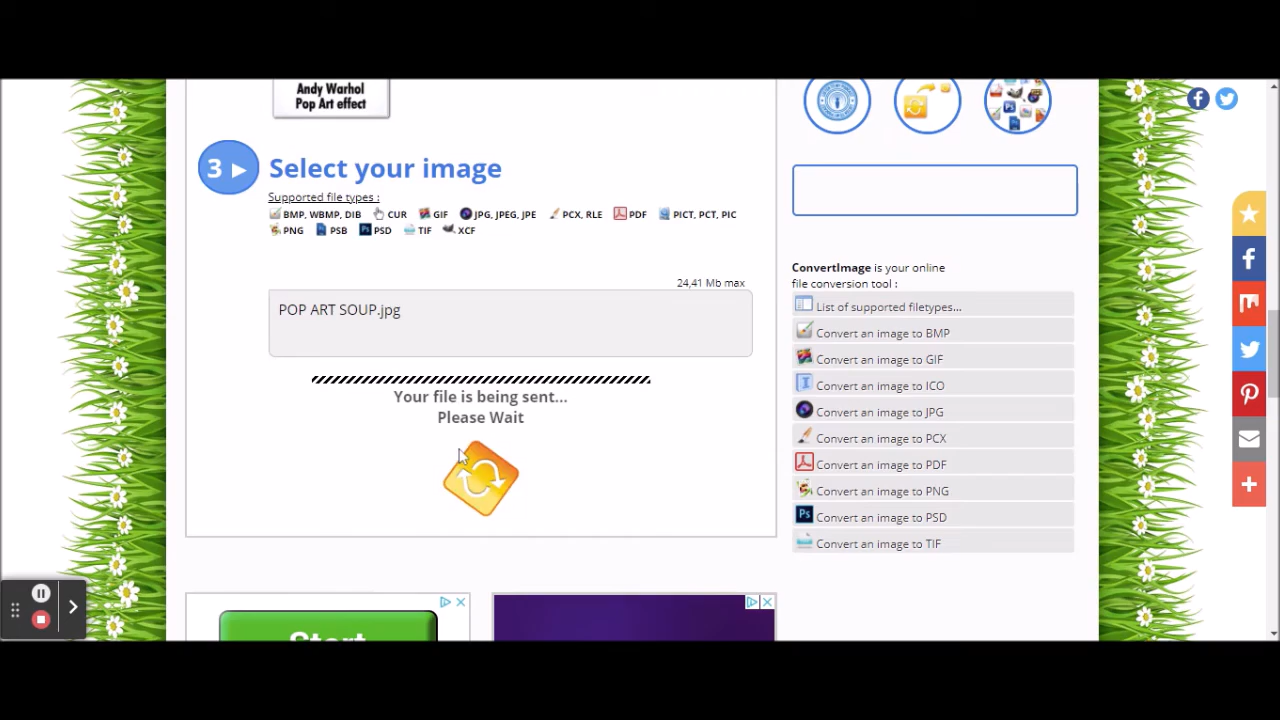 Andy Warhol
Pop Art effect
3 Select your image
Supported file types :
BMP, WBMP, DIB CUR GIF JPG, JPEG, JPE PCX, RLE PDF PICT, PCT, PIC
PNG PSB PSD TIF XCF
24,41 Mb max
POP ART SOUP.jpg
Your file is being sent...
Please Wait
ConvertImage is your online
file conversion tool :
List of supported filetypes...
Convert an image to BMP
Convert an image to GIF
Convert an image to ICO
Convert an image to JPG
Convert an image to PCX
Convert an image to PDF
Convert an image to PNG
Ps Convert an image to PSD
Convert an image to TIF
Start